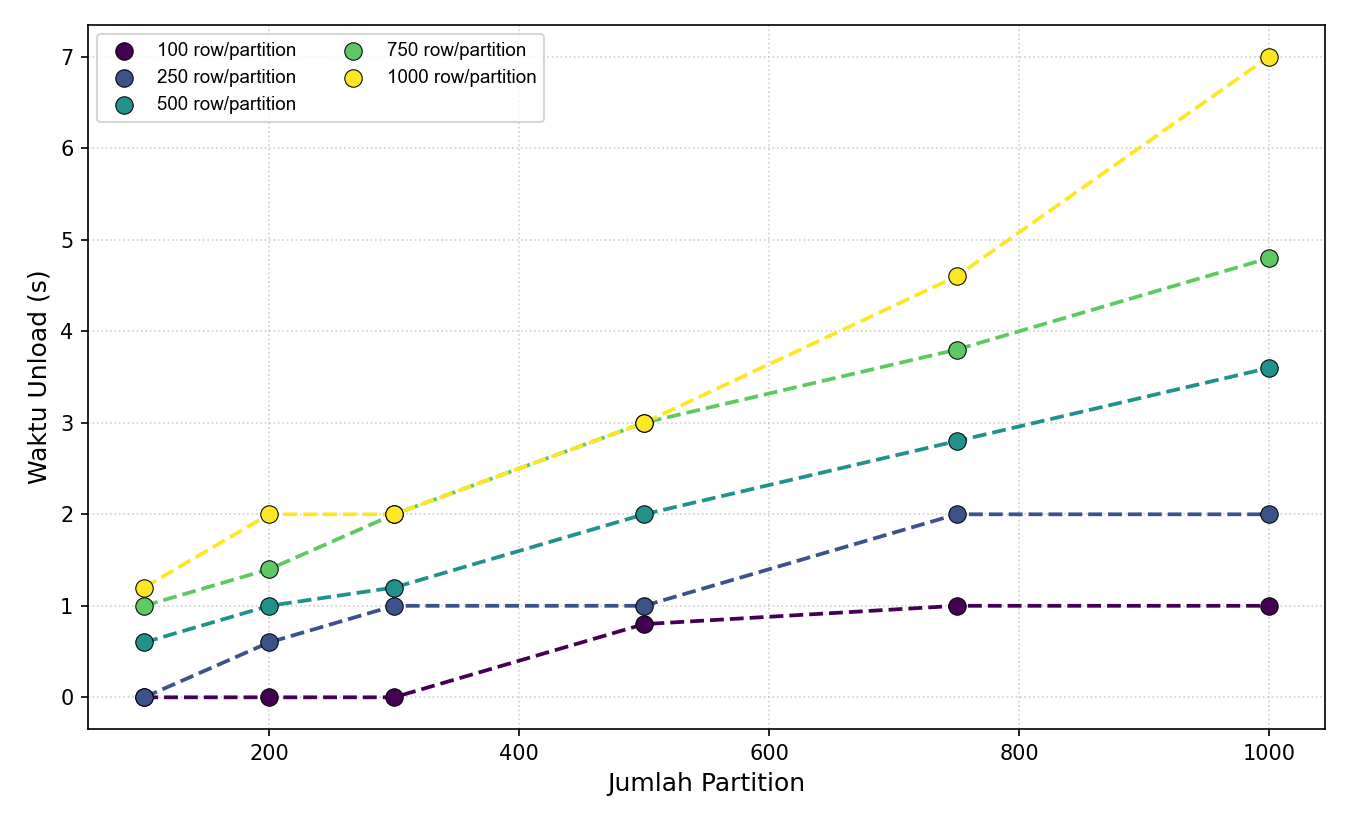 100 row/partition
250 row/partition
500 row/partition
750 row/partition
1000 row/partition
Waktu Unload (s)
7
6
5
4
3
2
1
0
200 400 600 800 1000
Jumlah Partition